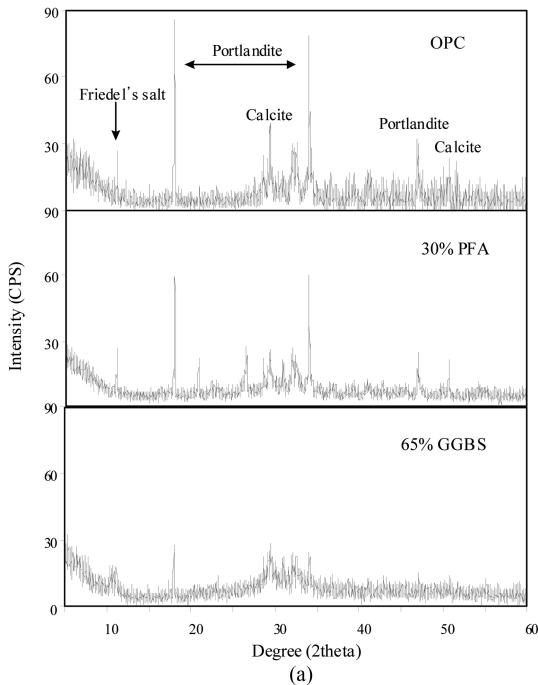 90
OPC
Portlandite
60
Friedel's salt
Calcite
Portlandite
Calcite
30
90
30% PFA
60
Intensity (CPS)
30
90
65% GGBS
60
30
0
10 20 30 40 50 60
Degree (2theta)
(a)